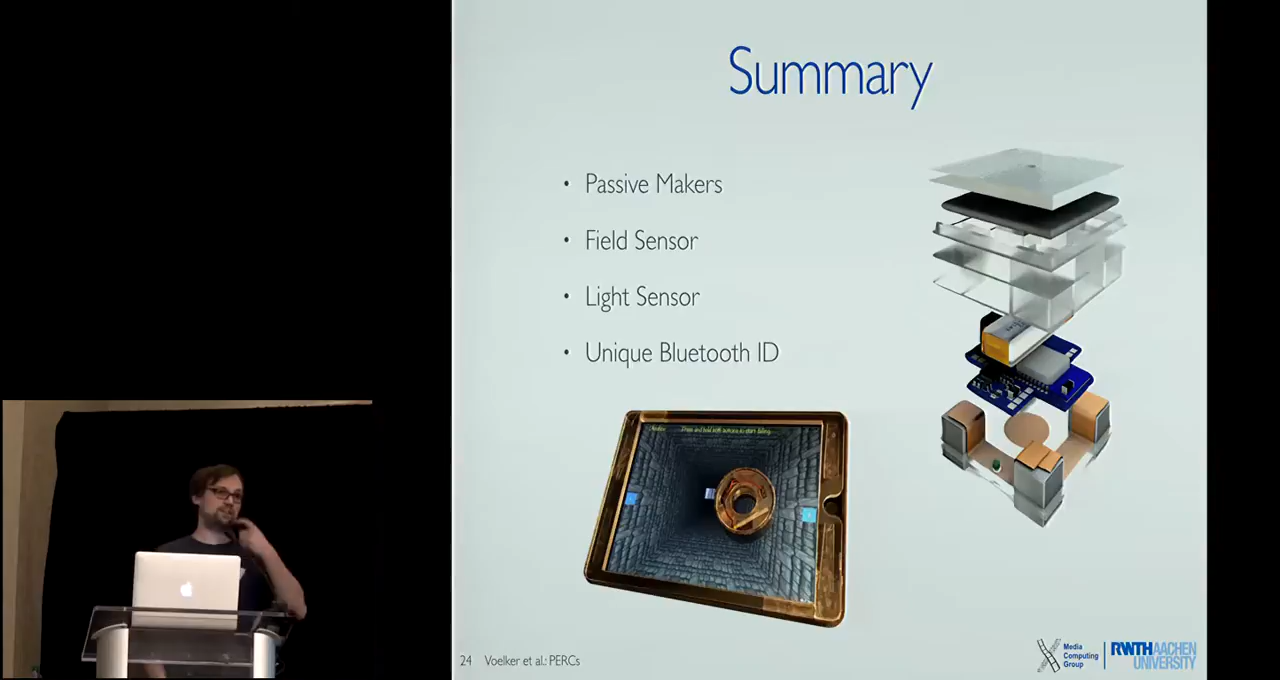 Summary
• Passive Makers
• Field Sensor
• Light Sensor
• Unique Bluetooth ID
24 Voelker et al.: PERCs
Media
Computing
Group
RWTHAACHEN
UNIVERSITY